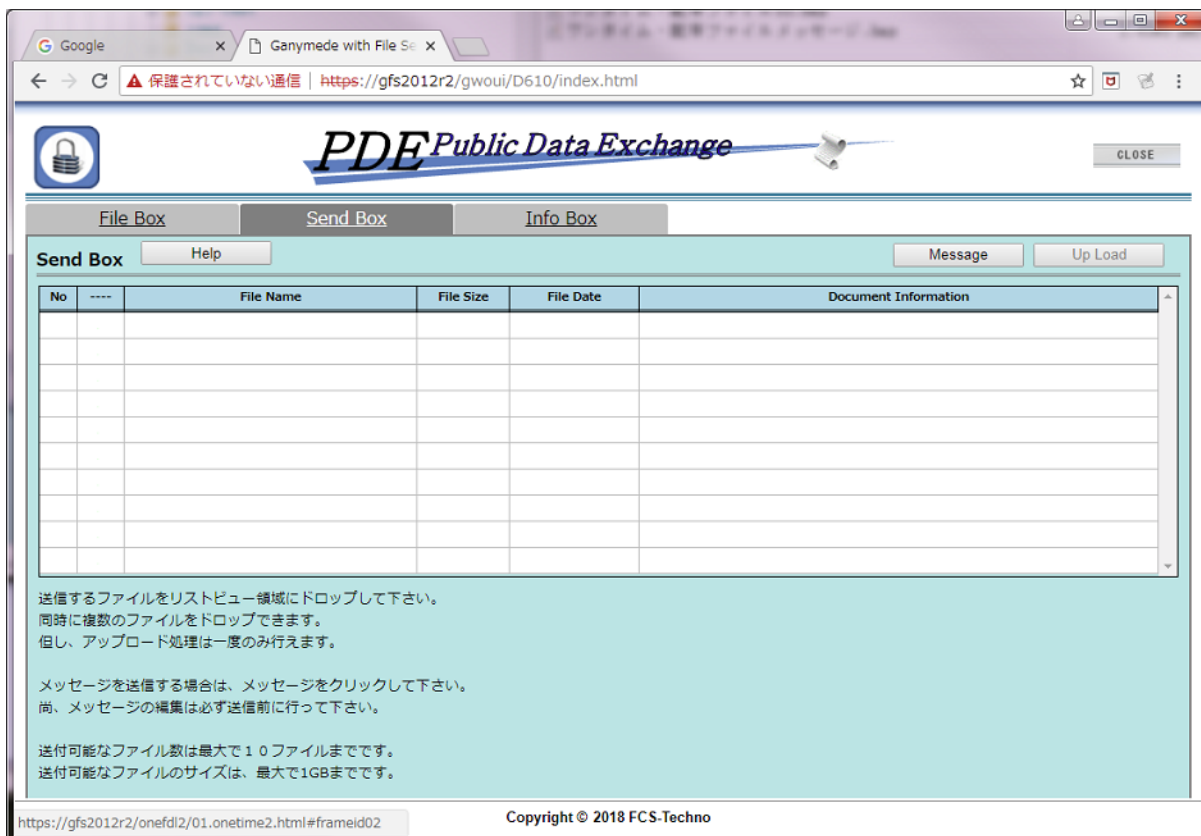 Google
Ganymede with File Se
保護されていない通信 | https://gfs2012r2/gwoui/D610/index.html
PDE Public Data Exchange
CLOSE
File Box Send Box Info Box
Send Box Help Message Up Load
No ---- File Name File Size File Date Document Information
送信するファイルをリストビュー領域にドロップして下さい。
同時に複数のファイルをドロップできます。
但し、アップロード処理は一度のみ行えます。
メッセージを送信する場合は、メッセージをクリックして下さい。
尚、メッセージの編集は必ず送信前に行って下さい。
送付可能なファイル数は最大で１０ファイルまでです。
送付可能なファイルのサイズは、最大で1GBまでです。
https://gfs2012r2/onefdl2/01.onetime2.html#frameid02
Copyright © 2018 FCS-Techno